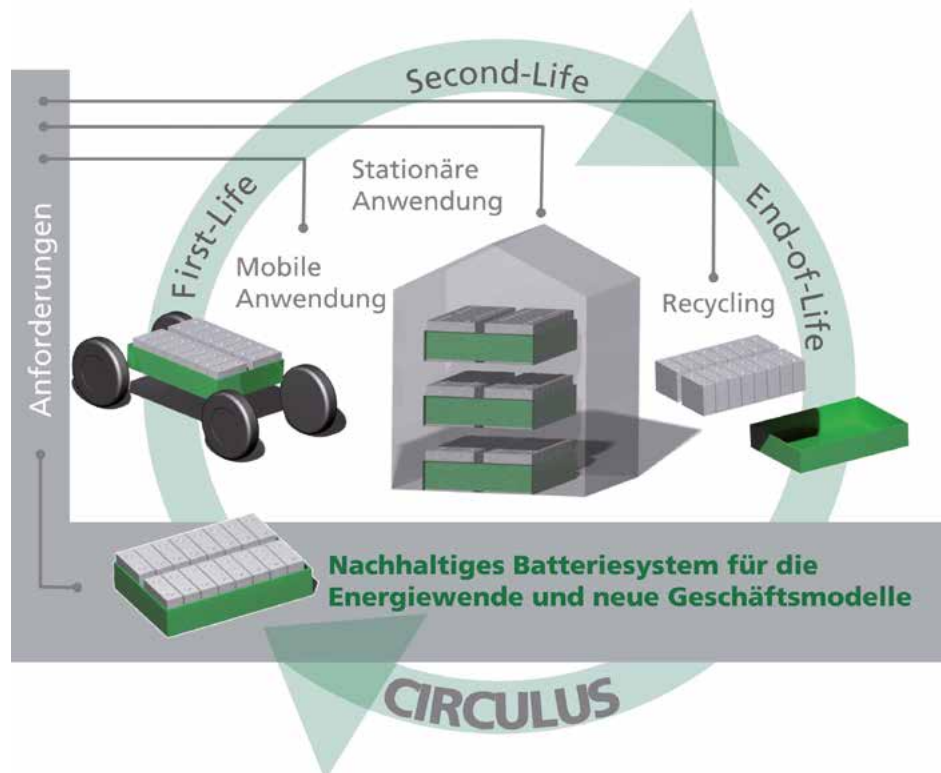 Second-Life
First-Life
End-of-Life
Anforderungen
Stationäre
Anwendung
Mobile
Anwendung
Recycling
Nachhaltiges Batteriesystem für die
Energiewende und neue Geschäftsmodelle
CIRCULUS